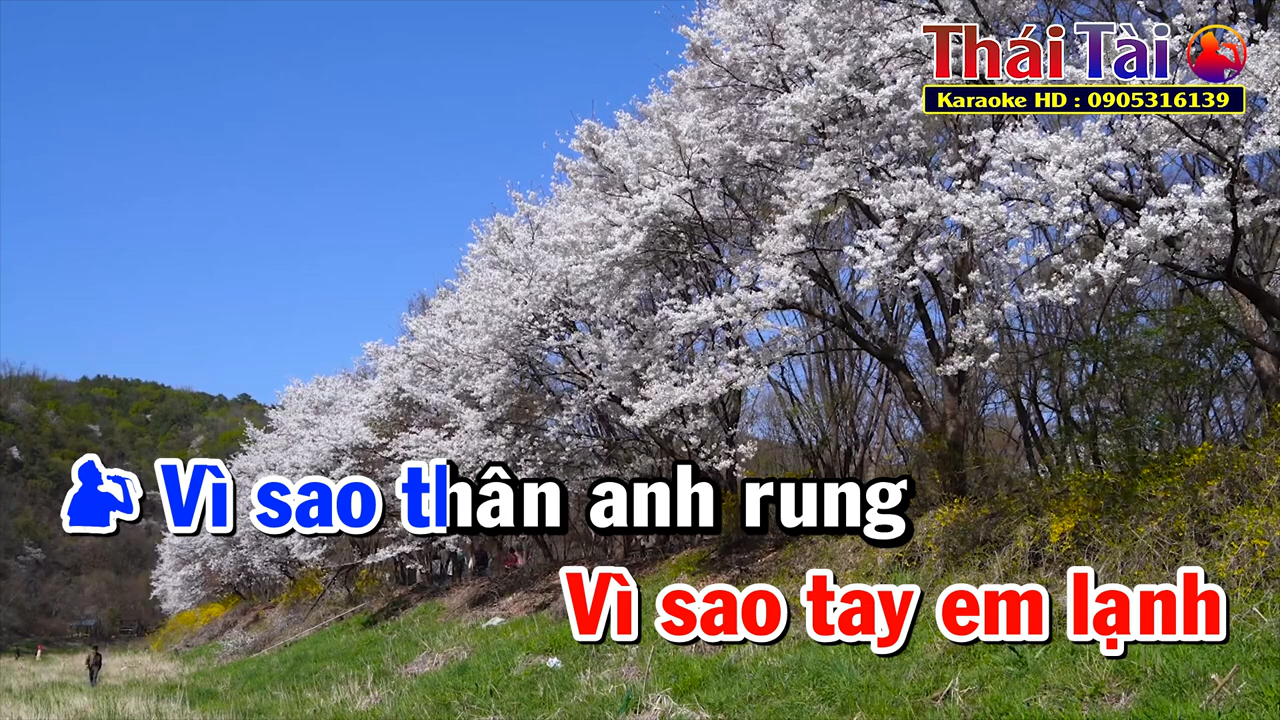 Thái Tài
Karaoke HD : 0905316139
Vì sao thân anh rung
Vì sao tay em lạnh